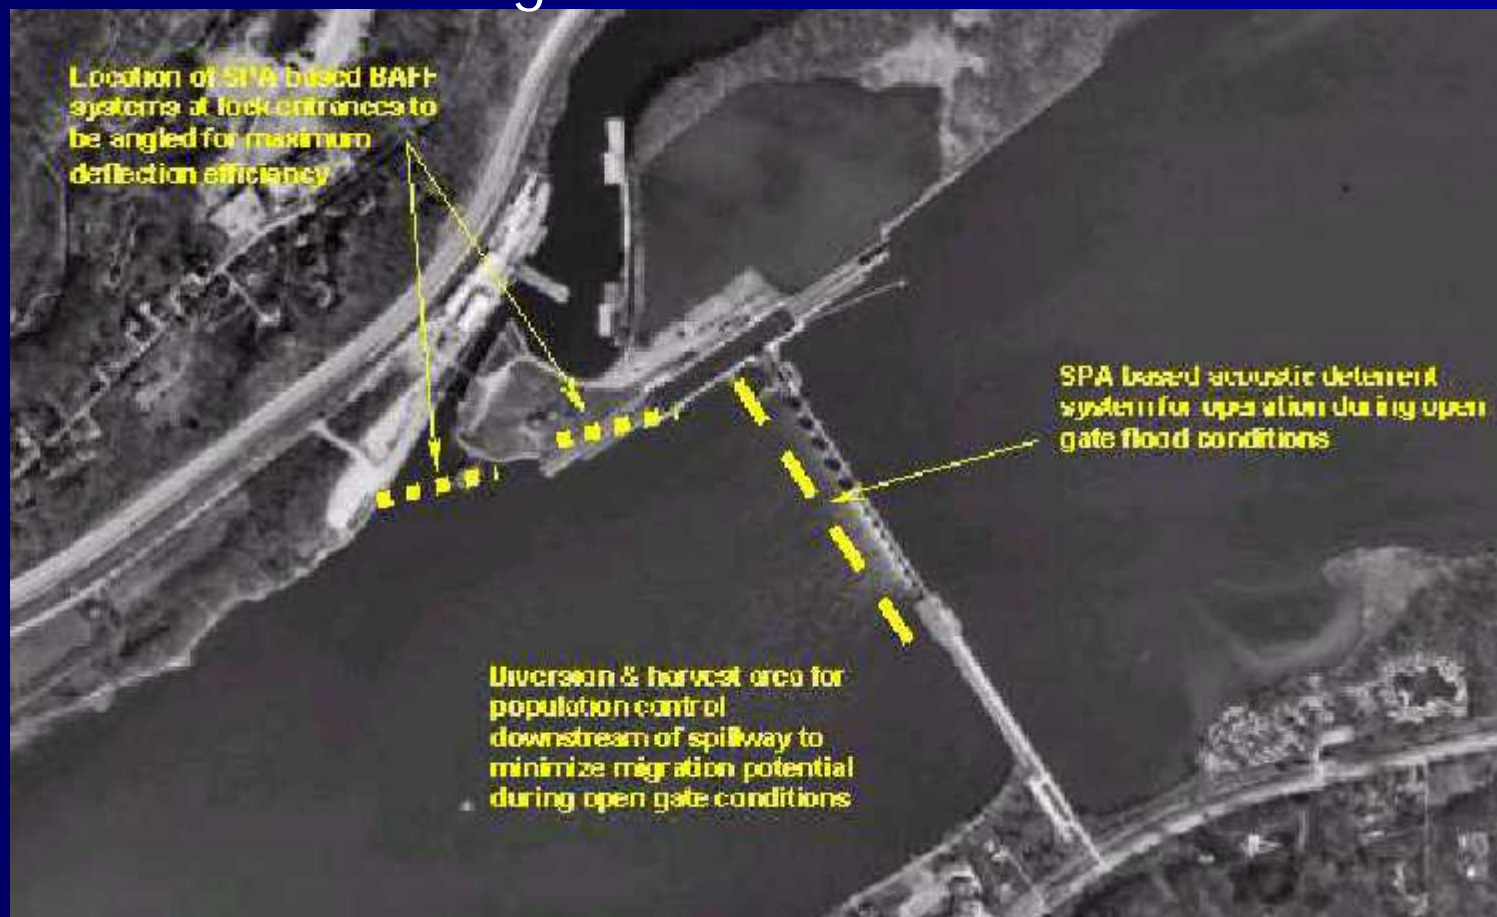 Location of SPA based BAFF
systems at lock entrances to
be angled for maximum
deflection efficiency
SPA based acoustic deterrent
system for operation during open
gate flood conditions
Diversion & harvest area for
population control
downstream of spillway to
minimize migration potential
during open gate conditions